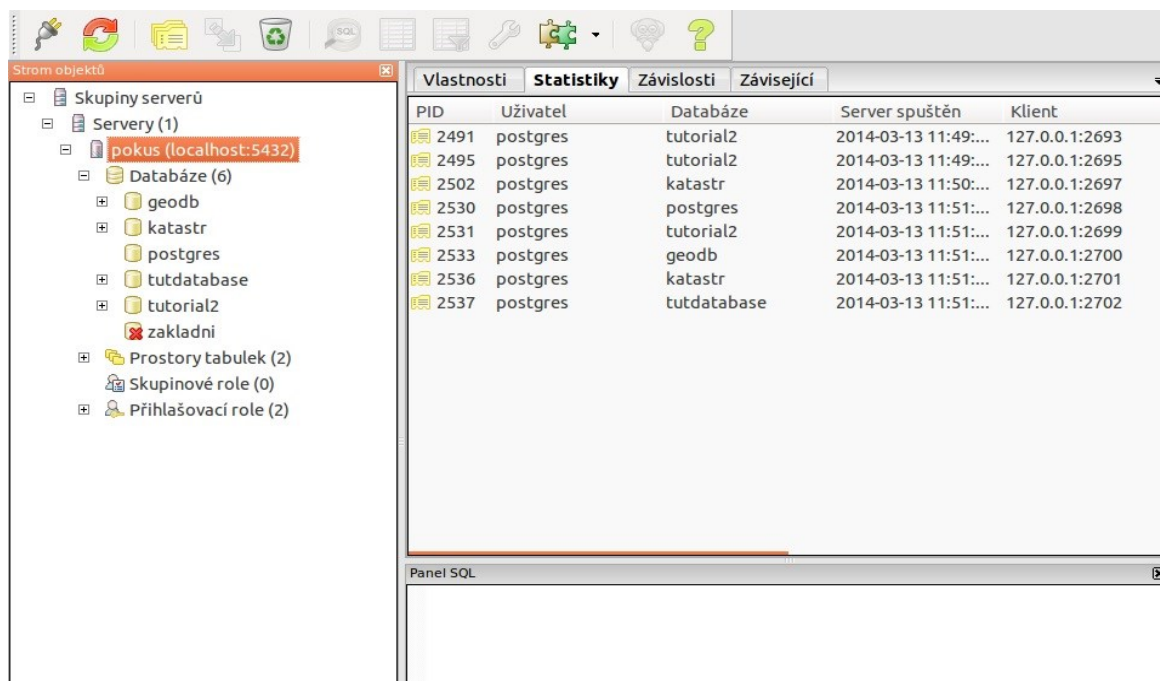 SQL
Strom objektů
Skupiny serverů
Servery (1)
pokus (localhost:5432)
Databáze (6)
geodb
katastr
postgres
tutdatabase
tutorial2
zakladni
Prostory tabulek (2)
Skupinové role (0)
Přihlašovací role (2)
Vlastnosti Statistiky Závislosti Závisející
PID Uživatel Databáze Server spuštěn Klient
2491 postgres tutorial2 2014-03-13 11:49:... 127.0.0.1:2693
2495 postgres tutorial2 2014-03-13 11:49:... 127.0.0.1:2695
2502 postgres katastr 2014-03-13 11:50:... 127.0.0.1:2697
2530 postgres postgres 2014-03-13 11:51:... 127.0.0.1:2698
2531 postgres tutorial2 2014-03-13 11:51:... 127.0.0.1:2699
2533 postgres geodb 2014-03-13 11:51:... 127.0.0.1:2700
2536 postgres katastr 2014-03-13 11:51:... 127.0.0.1:2701
2537 postgres tutdatabase 2014-03-13 11:51:... 127.0.0.1:2702
Panel SQL